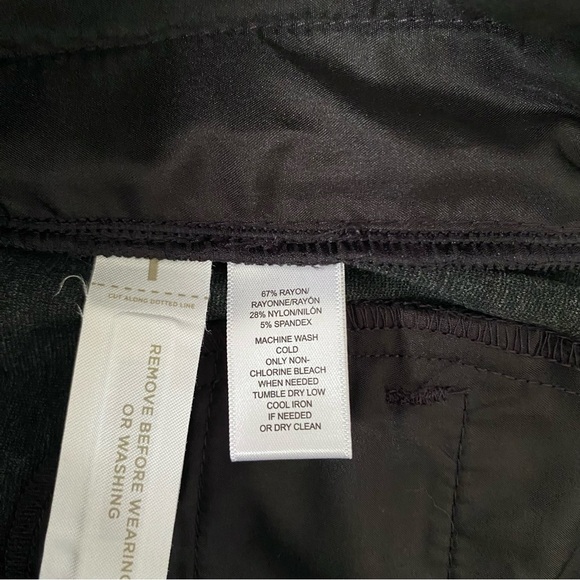 CUT ALONG DOTTED LINE
REMOVE BEFORE WEARING
OR WASHING
67% RAYON/
RAYONNE/RAYÓN
28% NYLON/NILÓN
5% SPANDEX
MACHINE WASH
COLD
ONLY NON-
CHLORINE BLEACH
WHEN NEEDED
TUMBLE DRY LOW
COOL IRON
IF NEEDED
OR DRY CLEAN